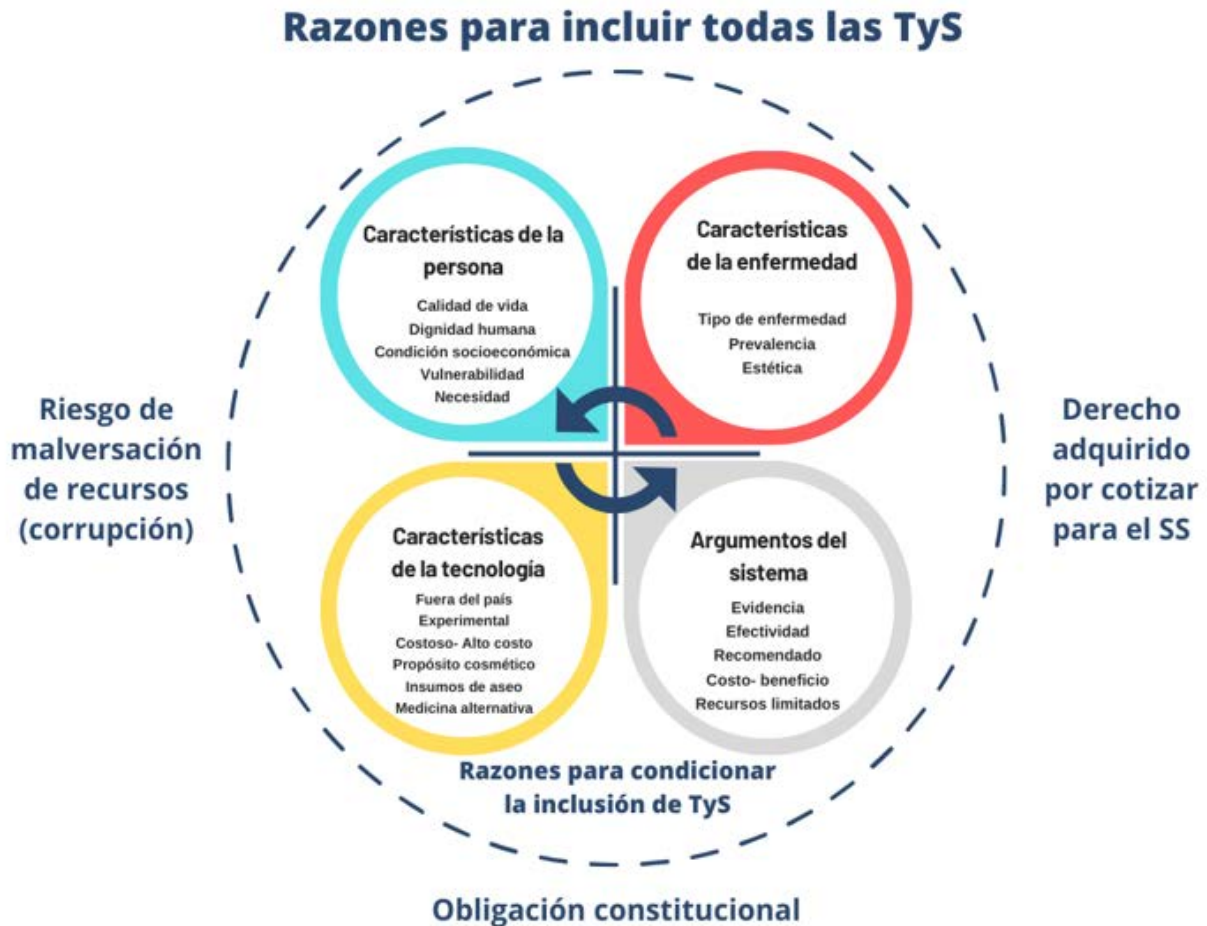 Razones para incluir todas las TyS
Características de la
persona
Calidad de vida
Dignidad humana
Condición socioeconómica
Vulnerabilidad
Necesidad
Características
de la enfermedad
Tipo de enfermedad
Prevalencia
Estética
Riesgo de
malversación
de recursos
(corrupción)
Derecho
adquirido
por cotizar
para el SS
Características
de la tecnología
Fuera del país
Experimental
Costoso- Alto costo
Propósito cosmético
Insumos de aseo
Medicina alternativa
Argumentos del
sistema
Evidencia
Efectividad
Recomendado
Costo- beneficio
Recursos limitados
Razones para condicionar
la inclusión de TyS
Obligación constitucional